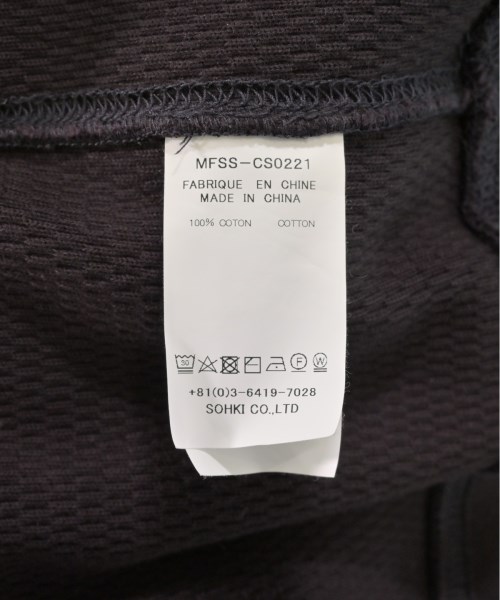 MFSS-CS0221
FABRIQUE EN CHINE
MADE IN CHINA
100% COTON COTTON
30 F W
+81(0)3-6419-7028
SOHKI CO.,LTD